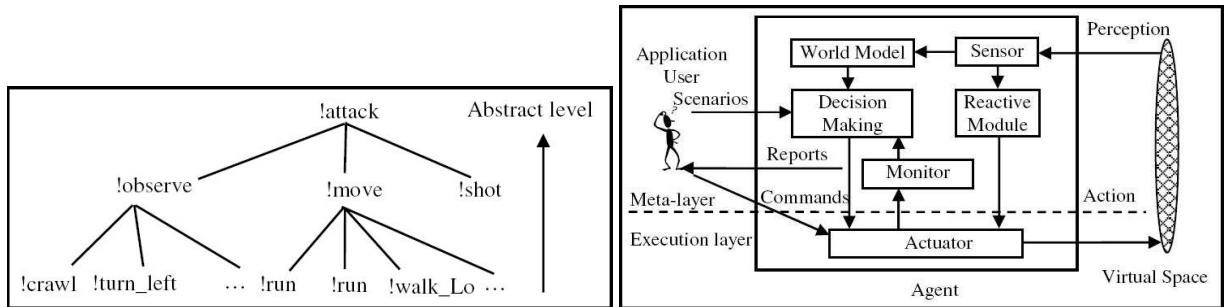 !attack
Abstract level
!observe
!move
!shot
!crawl
!turn_left
...
!run
!run
!walk_Lo
...
Application
User
Scenarios
World Model
Sensor
Perception
Decision
Making
Reactive
Module
Reports
Monitor
Meta-layer
Commands
Action
Execution layer
Actuator
Virtual Space
Agent